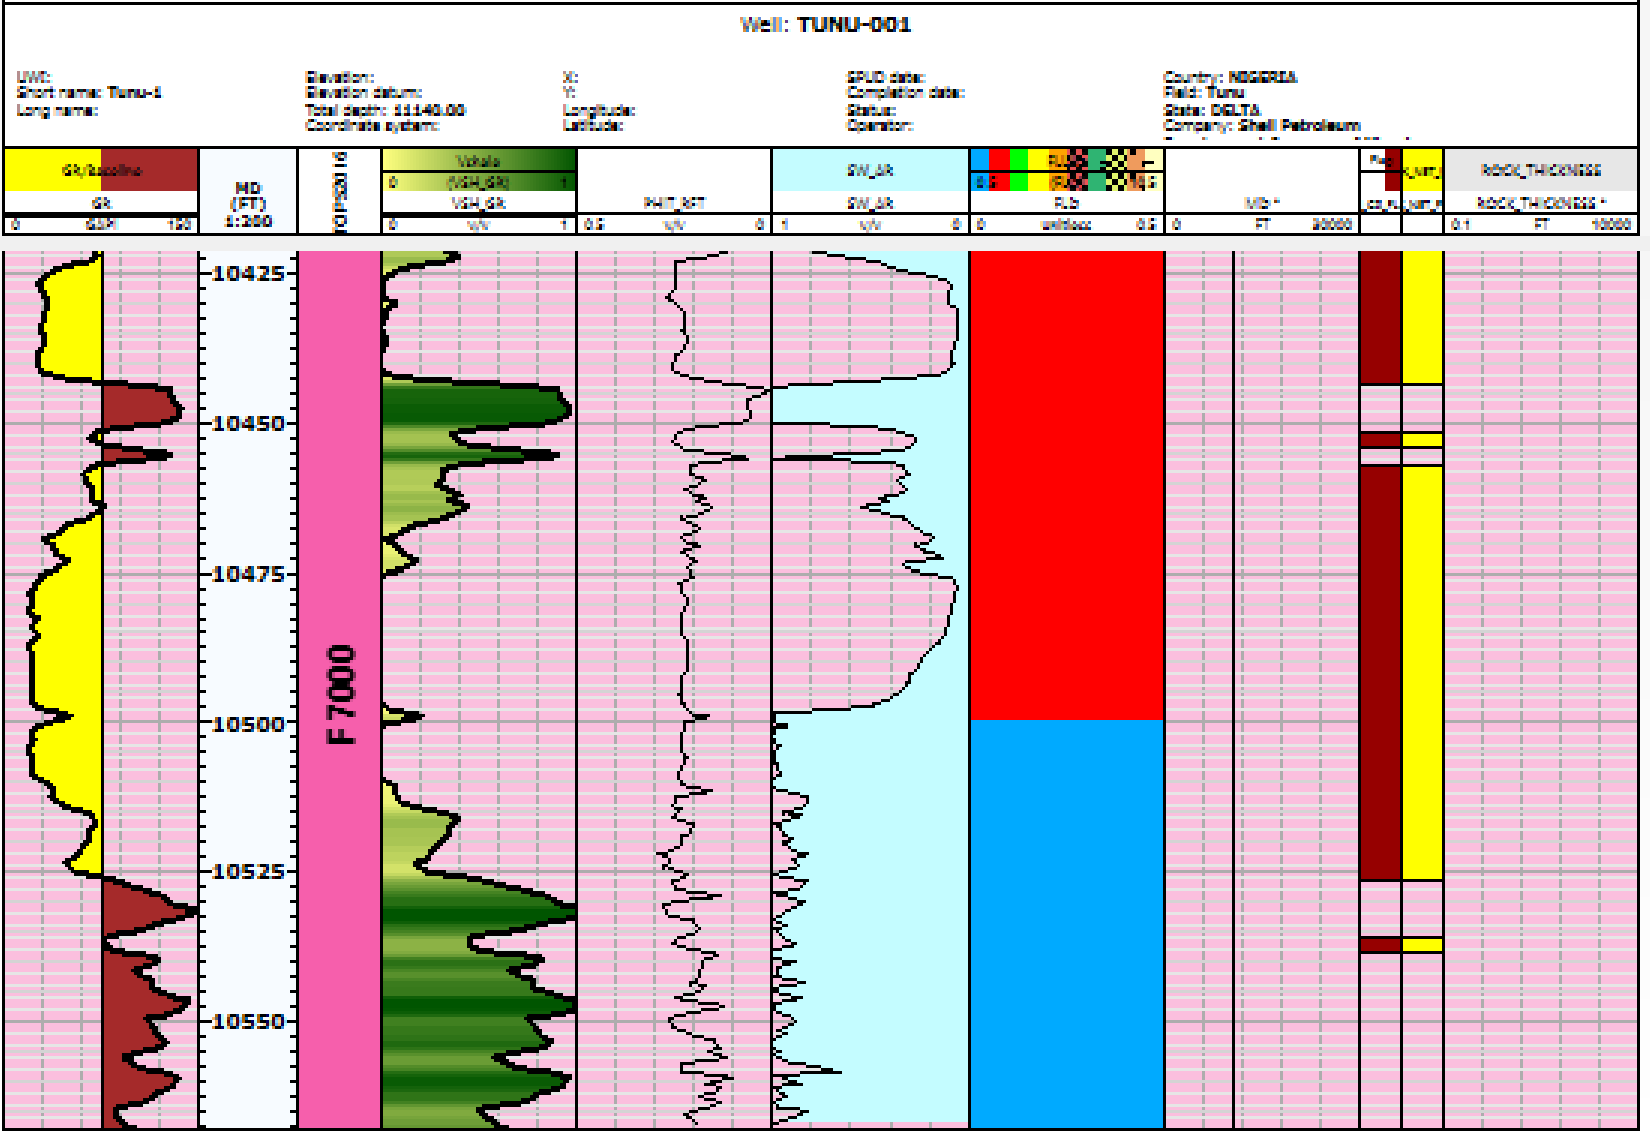 Well: TUNU-001
UWI: Elevation: X: SPUD date: Country: NIGERIA
Short name: Tunu-1 Elevation datum: Y: Completion date: Field: Tunu
Long name: Total depth: 11140.00 Longitude: Status: State: DELTA
Coordinate system: Latitude: Operator: Company: Shell Petroleum
GR/Baseline
GR
0 GAPI 150
MD
(FT)
1:200
TOPS2016
Vshale
0 (VSH_GR) 1
VSH_GR
0 v/v 1
PHIT_RFT
0.5 v/v 0
SW_AR
SW_AR
1 v/v 0
FLD
0 unitless 0.5
MD *
0 FT 20000
ROCK_THICKNESS
ROCK_THICKNESS *
0.1 FT 10000
10425
10450
10475
10500
10525
10550
F 7000